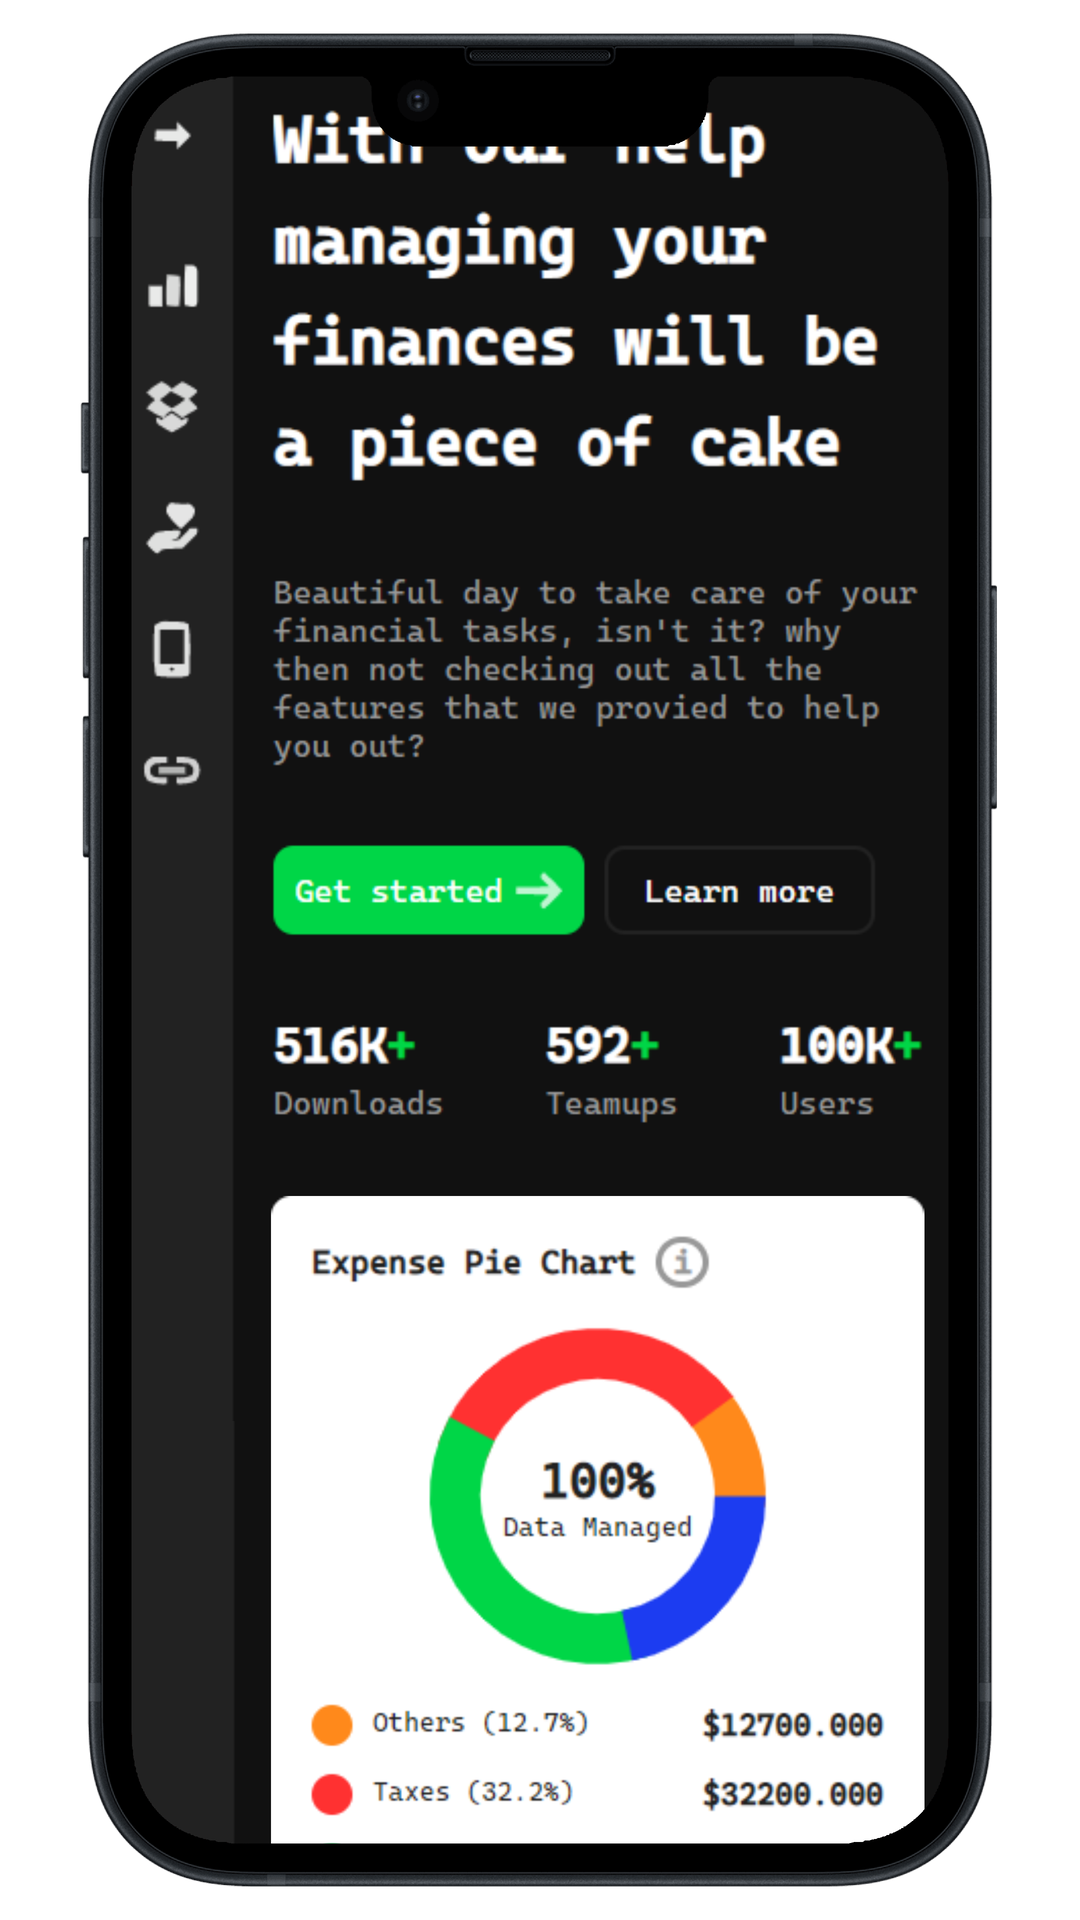 With our help
managing your
finances will be
a piece of cake
Beautiful day to take care of your
financial tasks, isn't it? why
then not checking out all the
features that we provied to help
you out?
Get started
Learn more
516K+
592+
100K+
Downloads
Teamups
Users
Expense Pie Chart
i
100%
Data Managed
Others (12.7%)
$12700.000
Taxes (32.2%)
$32200.000